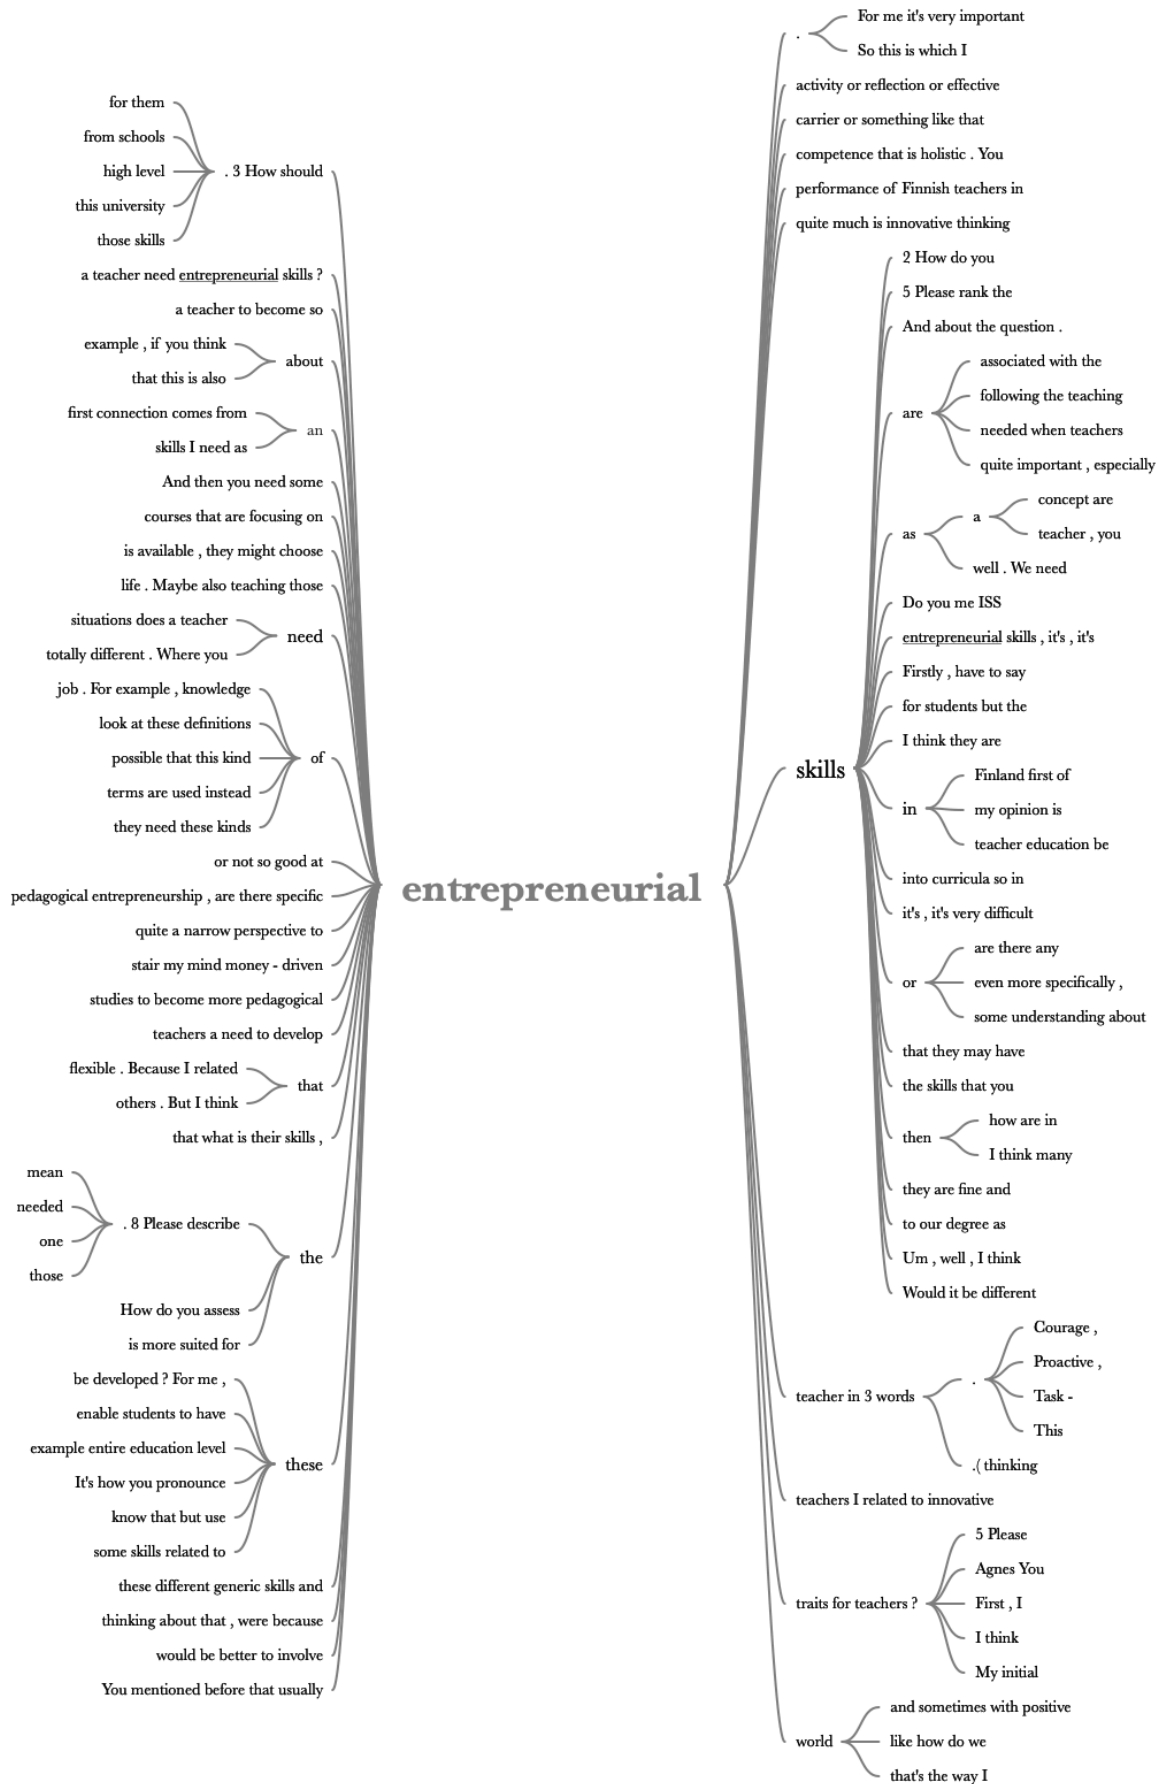 for them
from schools
high level
this university
those skills
. 3 How should
a teacher need entrepreneurial skills ?
a teacher to become so
example , if you think
that this is also
about
first connection comes from
skills I need as
an
And then you need some
courses that are focusing on
is available , they might choose
life . Maybe also teaching those
situations does a teacher
totally different . Where you
need
job . For example , knowledge
look at these definitions
possible that this kind
terms are used instead
they need these kinds
of
or not so good at
pedagogical entrepreneurship , are there specific
quite a narrow perspective to
stair my mind money - driven
studies to become more pedagogical
teachers a need to develop
flexible . Because I related
others . But I think
that
that what is their skills ,
mean
needed
one
those
. 8 Please describe
How do you assess
is more suited for
the
be developed ? For me ,
enable students to have
example entire education level
It's how you pronounce
know that but use
some skills related to
these
these different generic skills and
thinking about that , were because
would be better to involve
You mentioned before that usually
entrepreneurial
.
For me it's very important
So this is which I
activity or reflection or effective
carrier or something like that
competence that is holistic . You
performance of Finnish teachers in
quite much is innovative thinking
skills
2 How do you
5 Please rank the
And about the question .
are
associated with the
following the teaching
needed when teachers
quite important , especially
as
a
concept are
teacher , you
well . We need
Do you me ISS
entrepreneurial skills , it's , it's
Firstly , have to say
for students but the
I think they are
in
Finland first of
my opinion is
teacher education be
into curricula so in
it's , it's very difficult
or
are there any
even more specifically ,
some understanding about
that they may have
the skills that you
then
how are in
I think many
they are fine and
to our degree as
Um , well , I think
Would it be different
teacher in 3 words
.
Courage ,
Proactive ,
Task -
This
.( thinking
teachers I related to innovative
traits for teachers ?
5 Please
Agnes You
First , I
I think
My initial
world
and sometimes with positive
like how do we
that's the way I